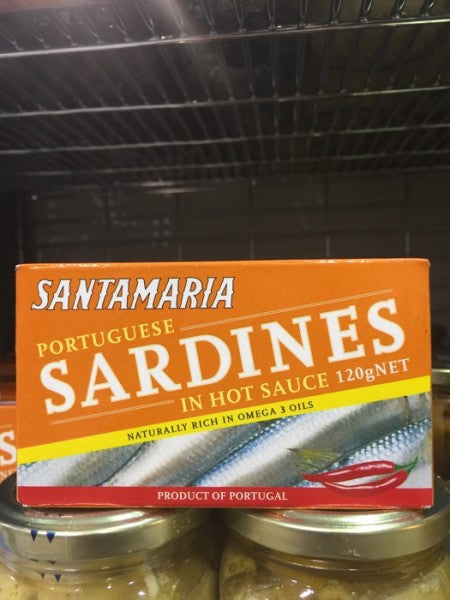 SANTAMARIA
PORTUGUESE
SARDINES
IN HOT SAUCE 120gNET
NATURALLY RICH IN OMEGA 3 OILS
PRODUCT OF PORTUGAL